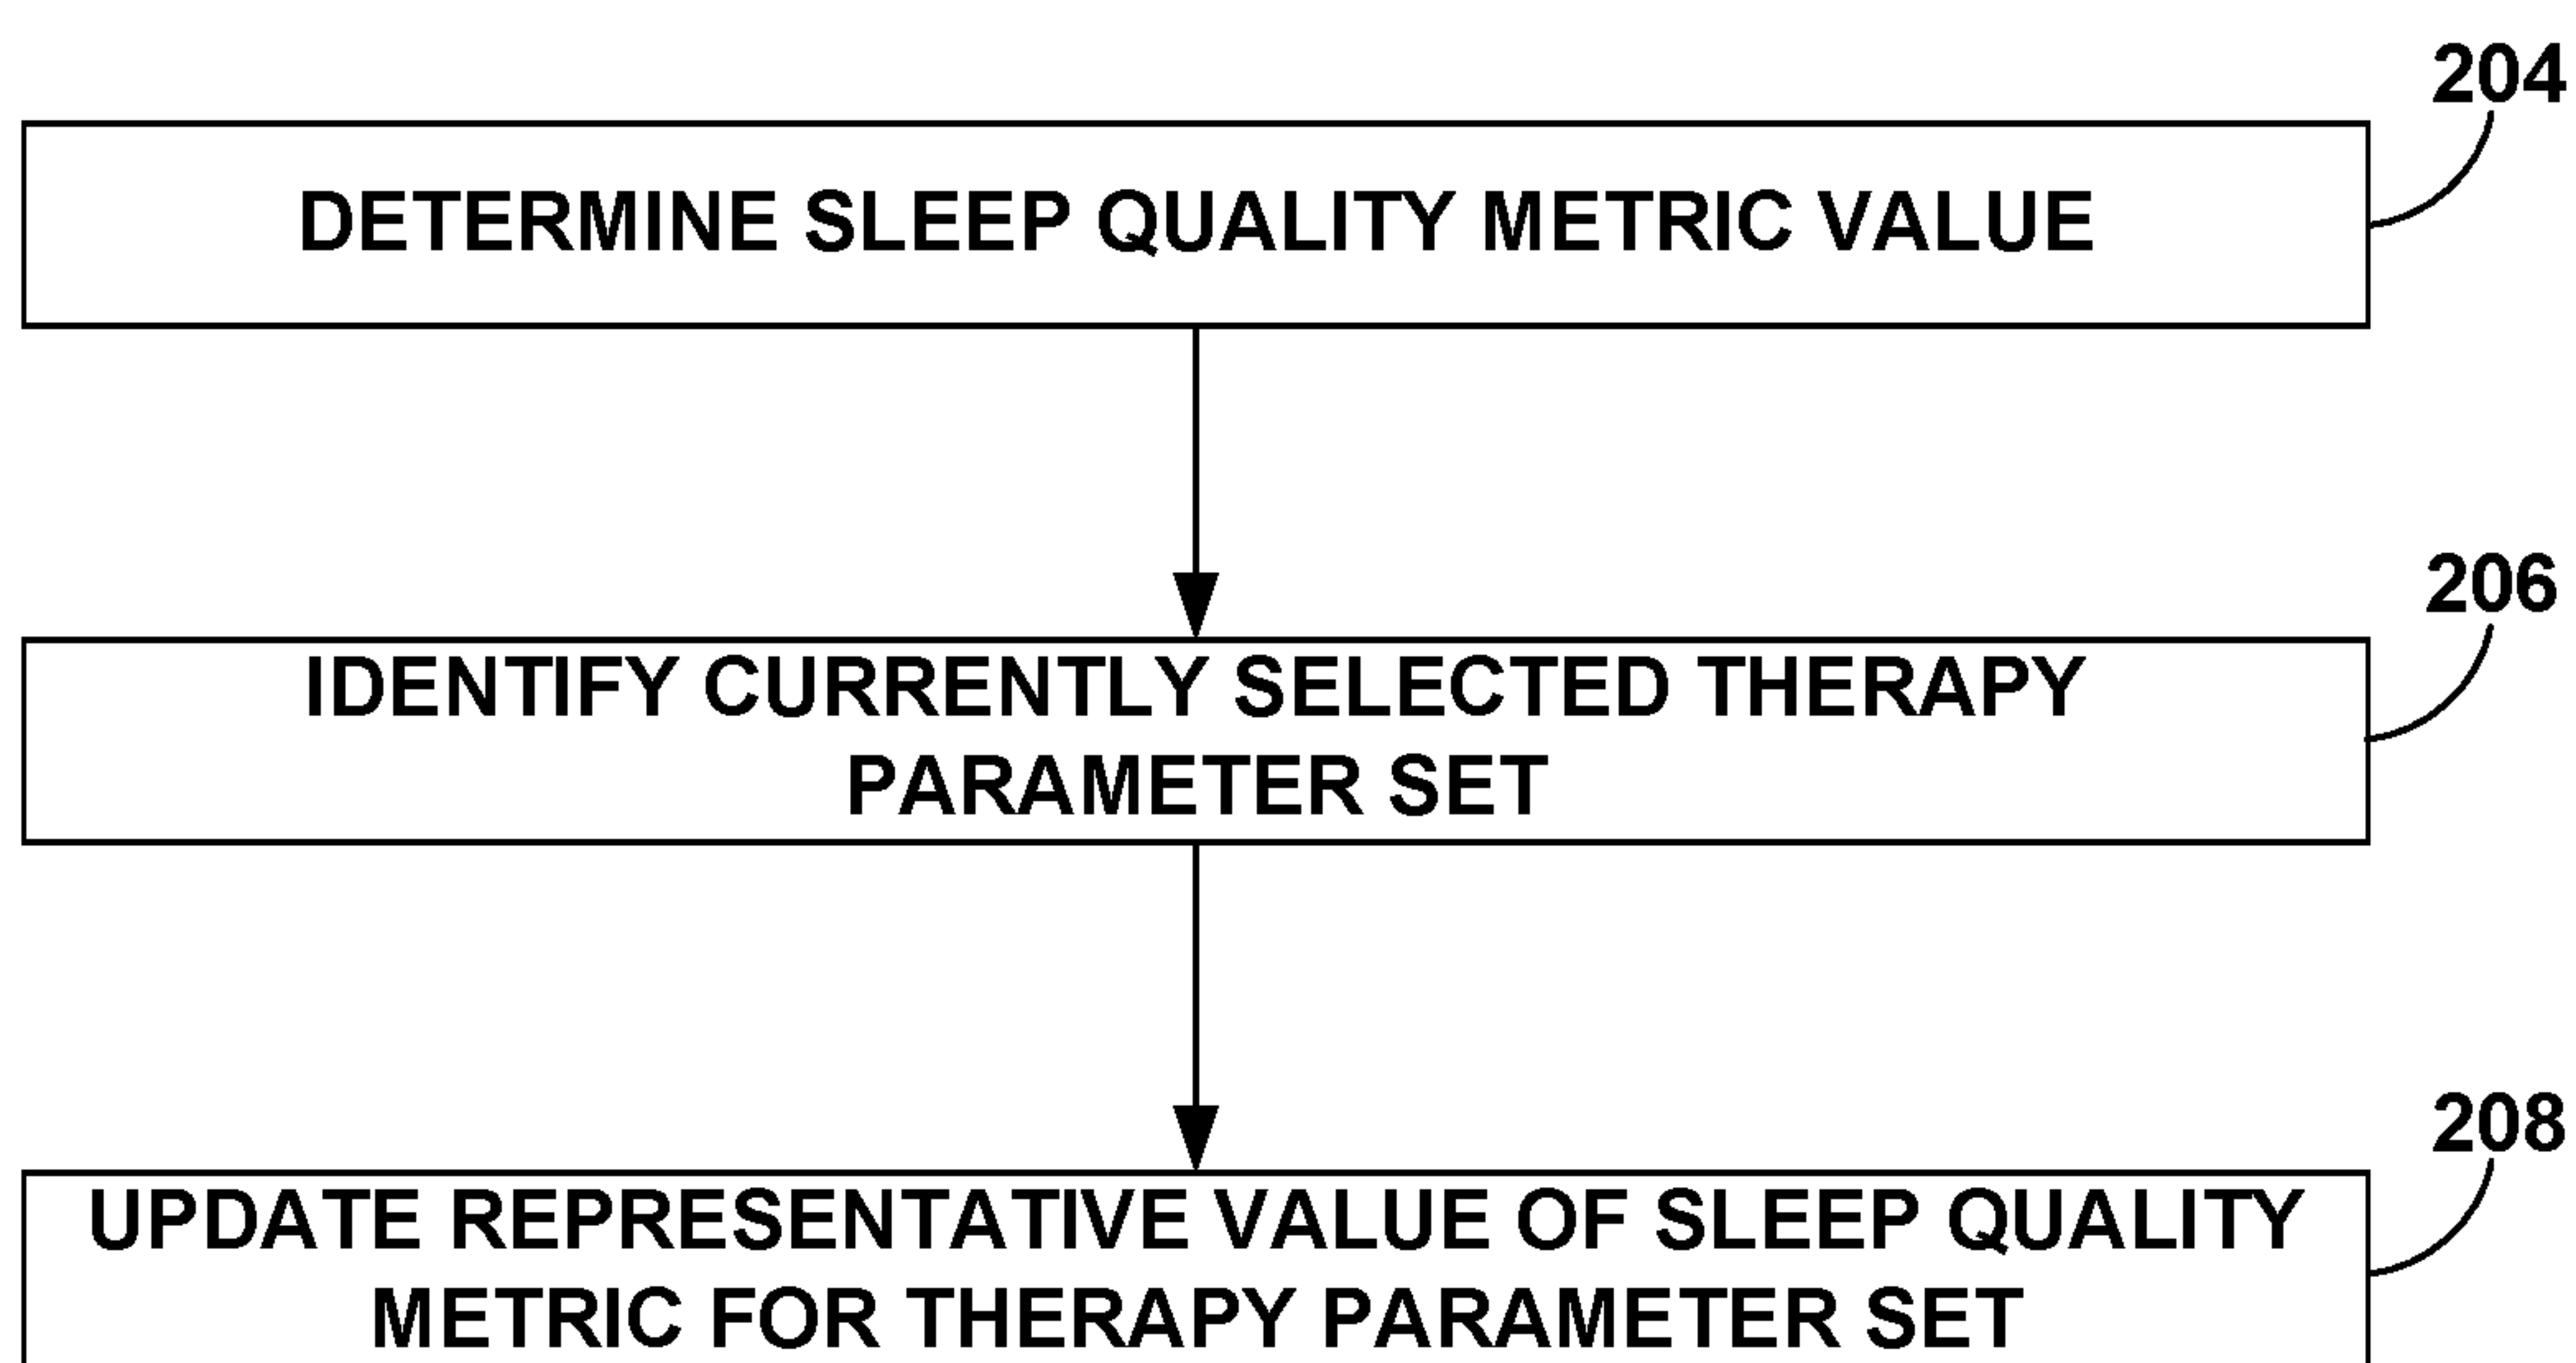 204
DETERMINE SLEEP QUALITY METRIC VALUE
206
IDENTIFY CURRENTLY SELECTED THERAPY
PARAMETER SET
208
UPDATE REPRESENTATIVE VALUE OF SLEEP QUALITY
METRIC FOR THERAPY PARAMETER SET